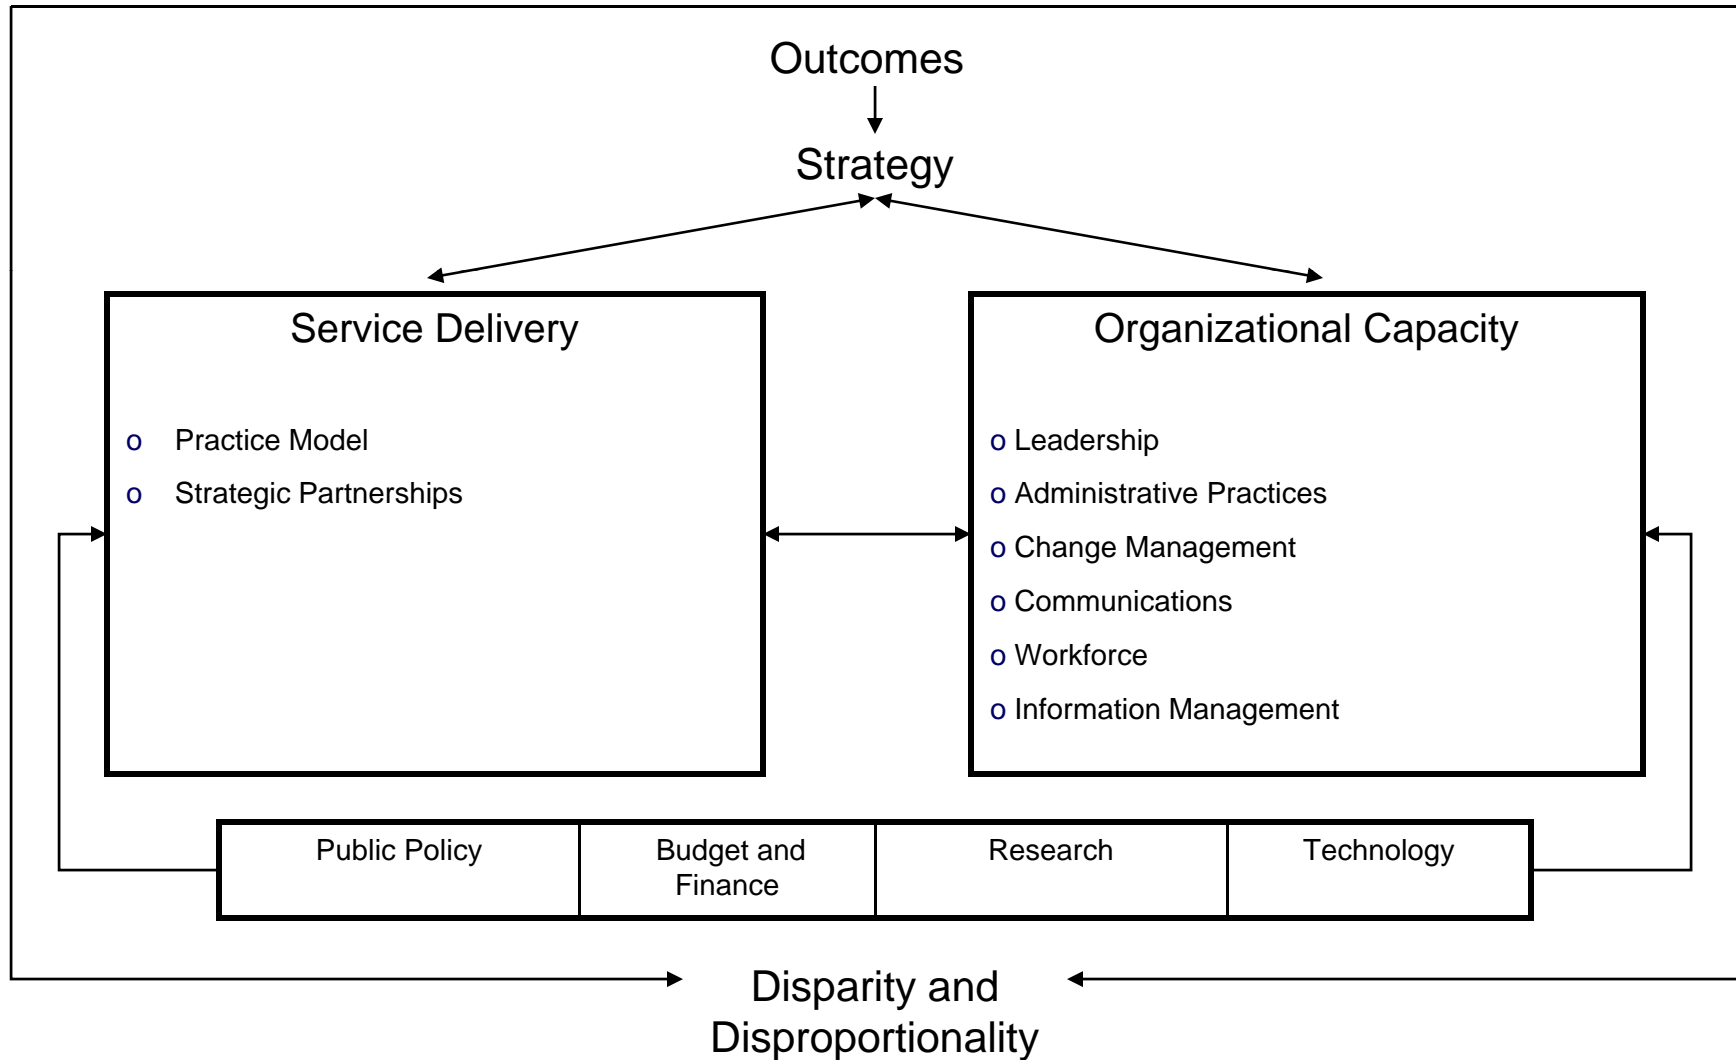 Outcomes
Strategy
Service Delivery
o Practice Model
o Strategic Partnerships
Organizational Capacity
o Leadership
o Administrative Practices
o Change Management
o Communications
o Workforce
o Information Management
Public Policy
Budget and
Finance
Research
Technology
Disparity and
Disproportionality